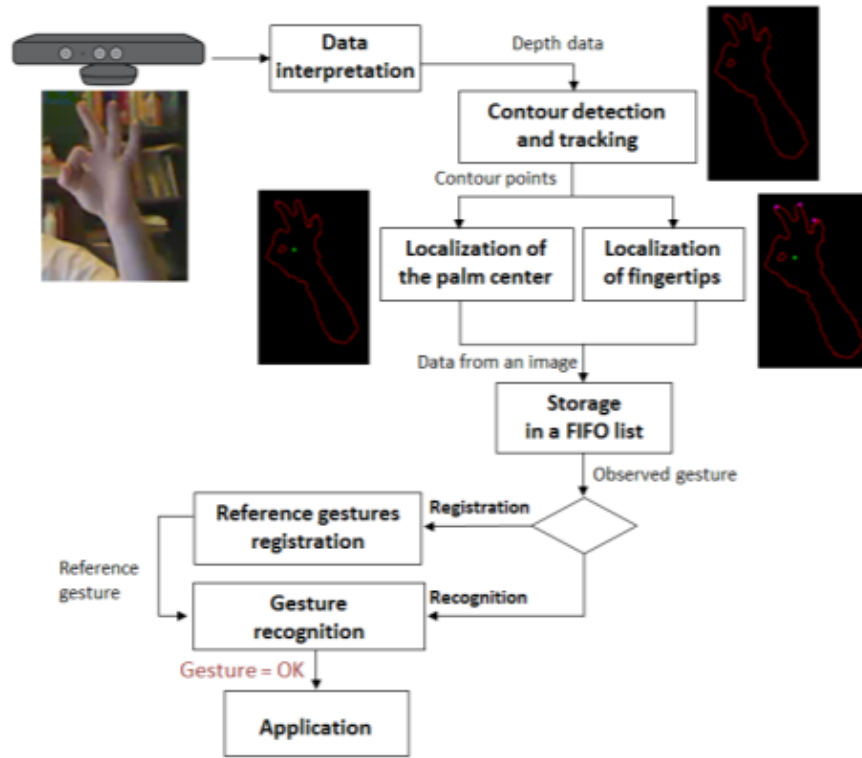 Data
interpretation
Depth data
Contour detection
and tracking
Contour points
Localization of
the palm center
Localization
of fingertips
Data from an image
Storage
in a FIFO list
Observed gesture
Registration
Reference gestures
registration
Reference
gesture
Recognition
Gesture
recognition
Gesture = OK
Application